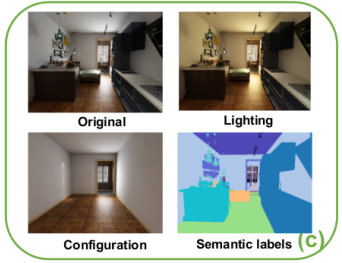 Original
Lighting
Configuration
Semantic labels
(c)